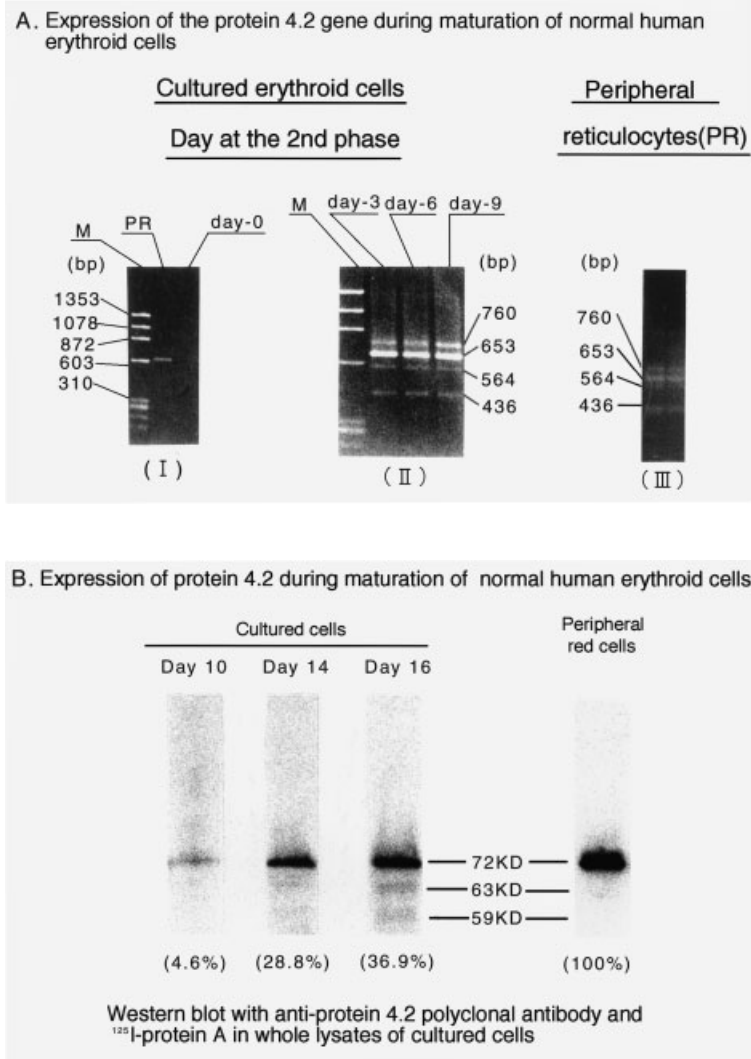 A. Expression of the protein 4.2 gene during maturation of normal human
erythroid cells
Cultured erythroid cells
Day at the 2nd phase
Peripheral
reticulocytes(PR)
M
PR
day-0
(bp)
1353
1078
872
603
310
(I)
M
day-3
day-6
day-9
(bp)
760
653
564
436
(II)
(bp)
760
653
564
436
(III)
B. Expression of protein 4.2 during maturation of normal human erythroid cells
Cultured cells
Peripheral
red cells
Day 10 Day 14 Day 16
72KD
63KD
59KD
(4.6%) (28.8%) (36.9%) (100%)
Western blot with anti-protein 4.2 polyclonal antibody and
¹²⁵I-protein A in whole lysates of cultured cells